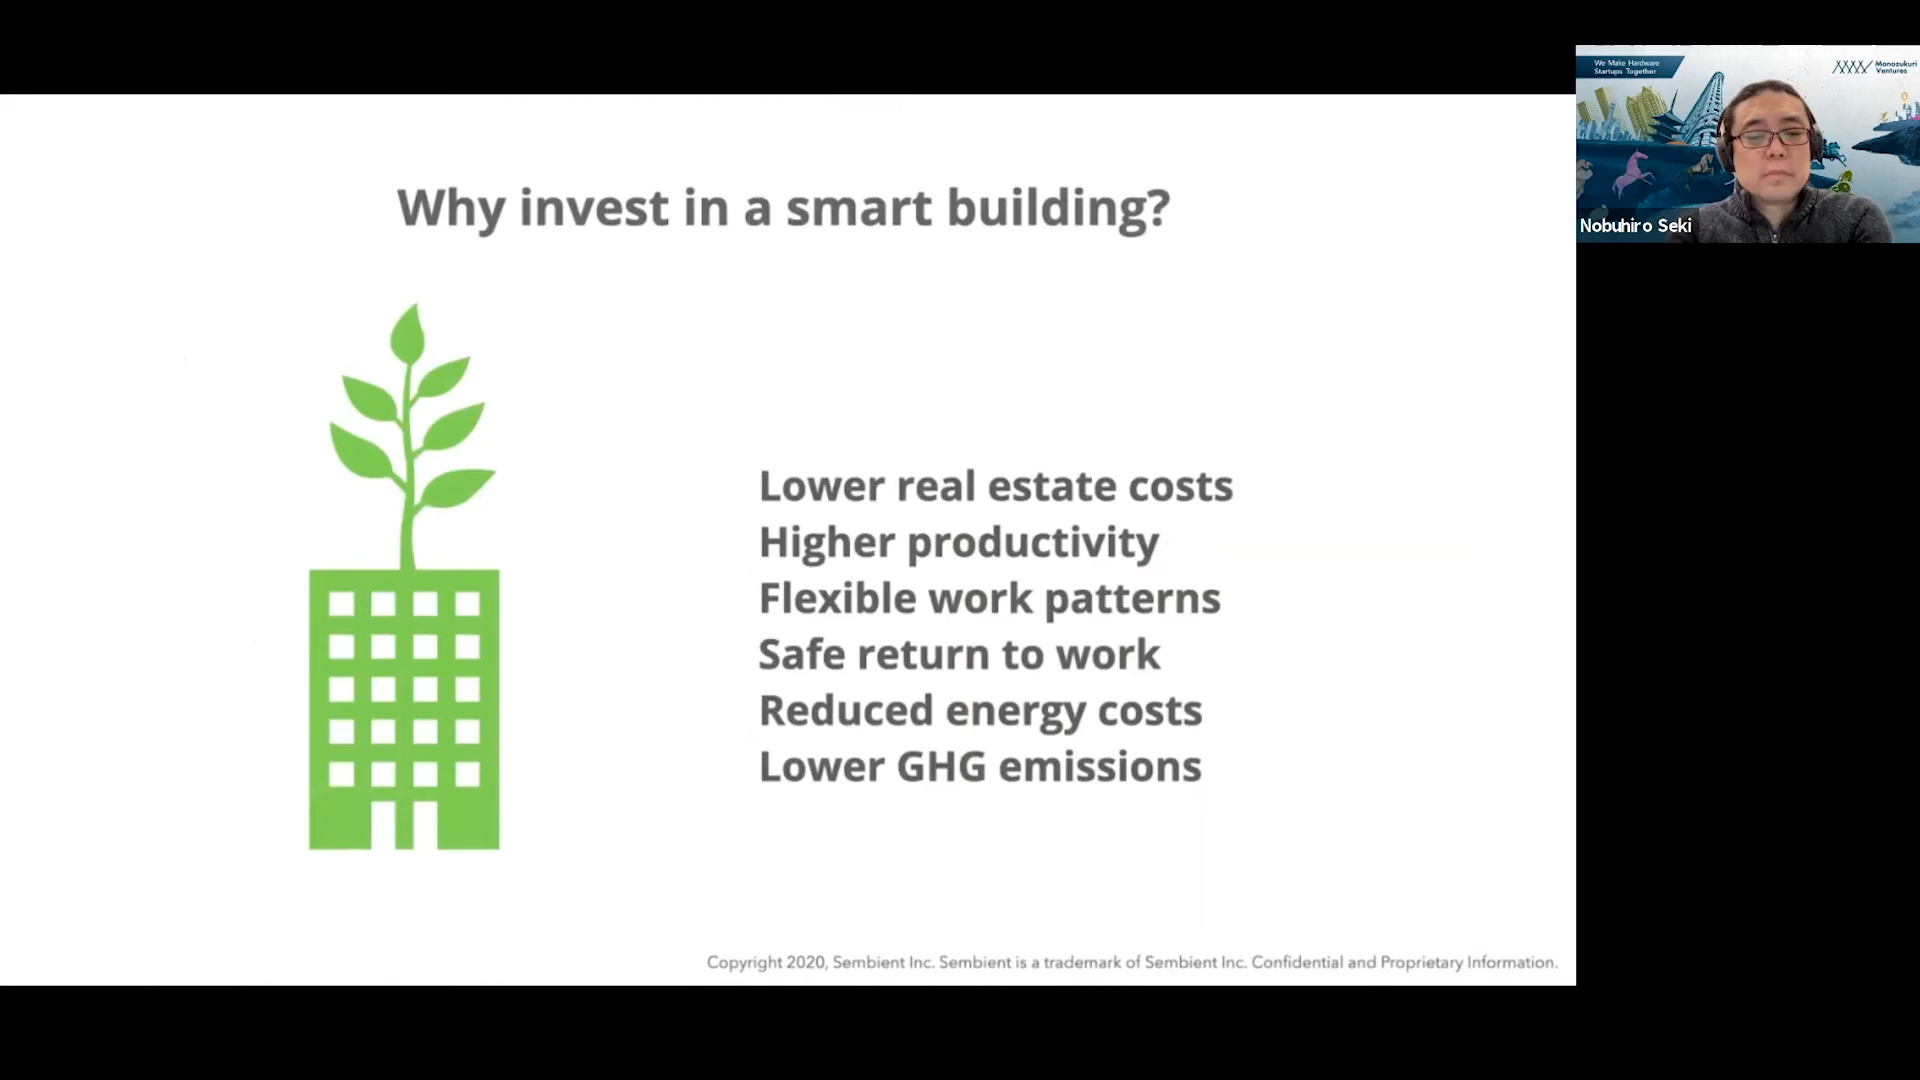 We Make Hardware
Startups Together
Monozukuri
Ventures
Nobuhiro Seki
Why invest in a smart building?
Lower real estate costs
Higher productivity
Flexible work patterns
Safe return to work
Reduced energy costs
Lower GHG emissions
Copyright 2020, Sembient Inc. Sembient is a trademark of Sembient Inc. Confidential and Proprietary Information.